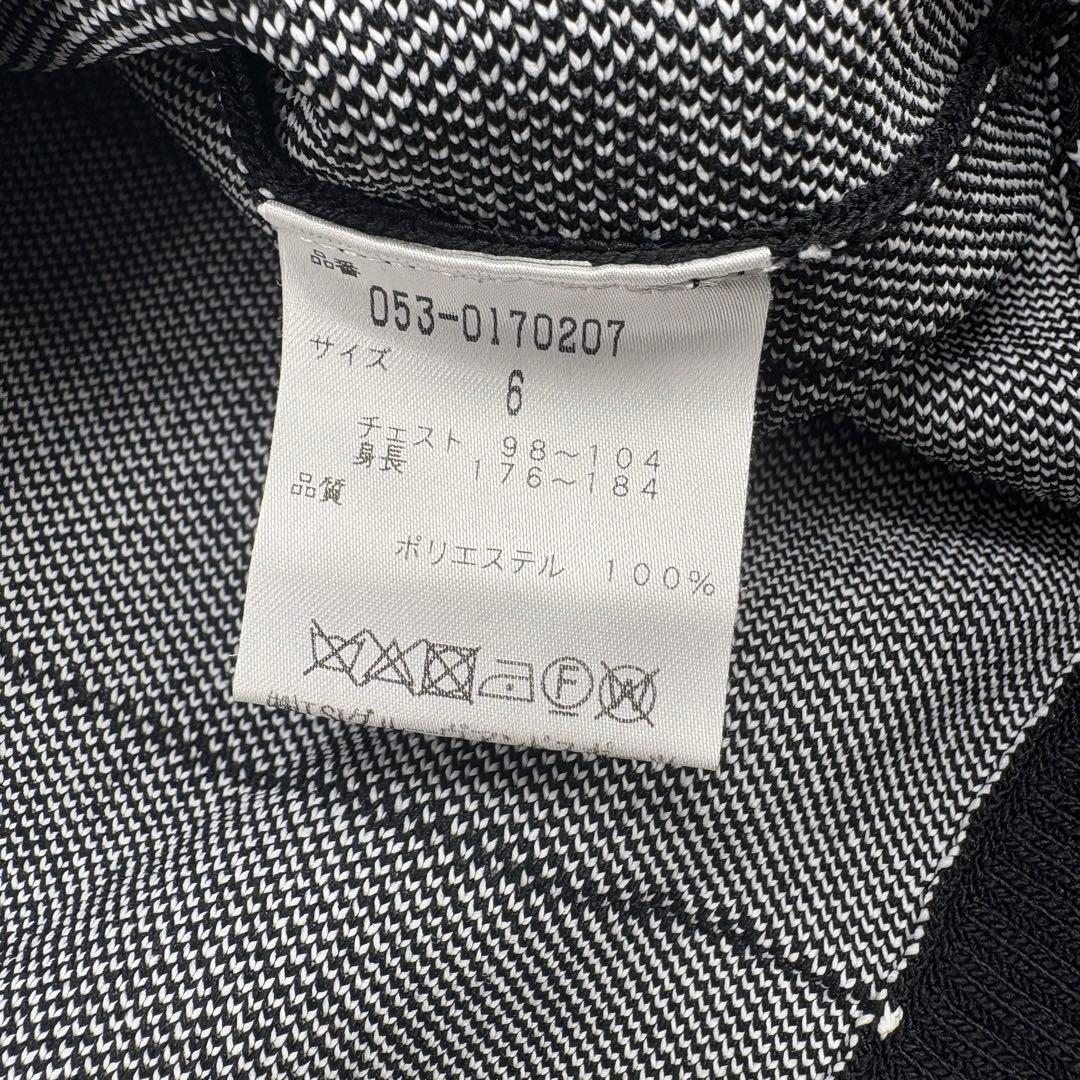 品番
053-0170207
サイズ
6
チェスト 98~104
身長 176~184
品質
ポリエステル 100%
F
W